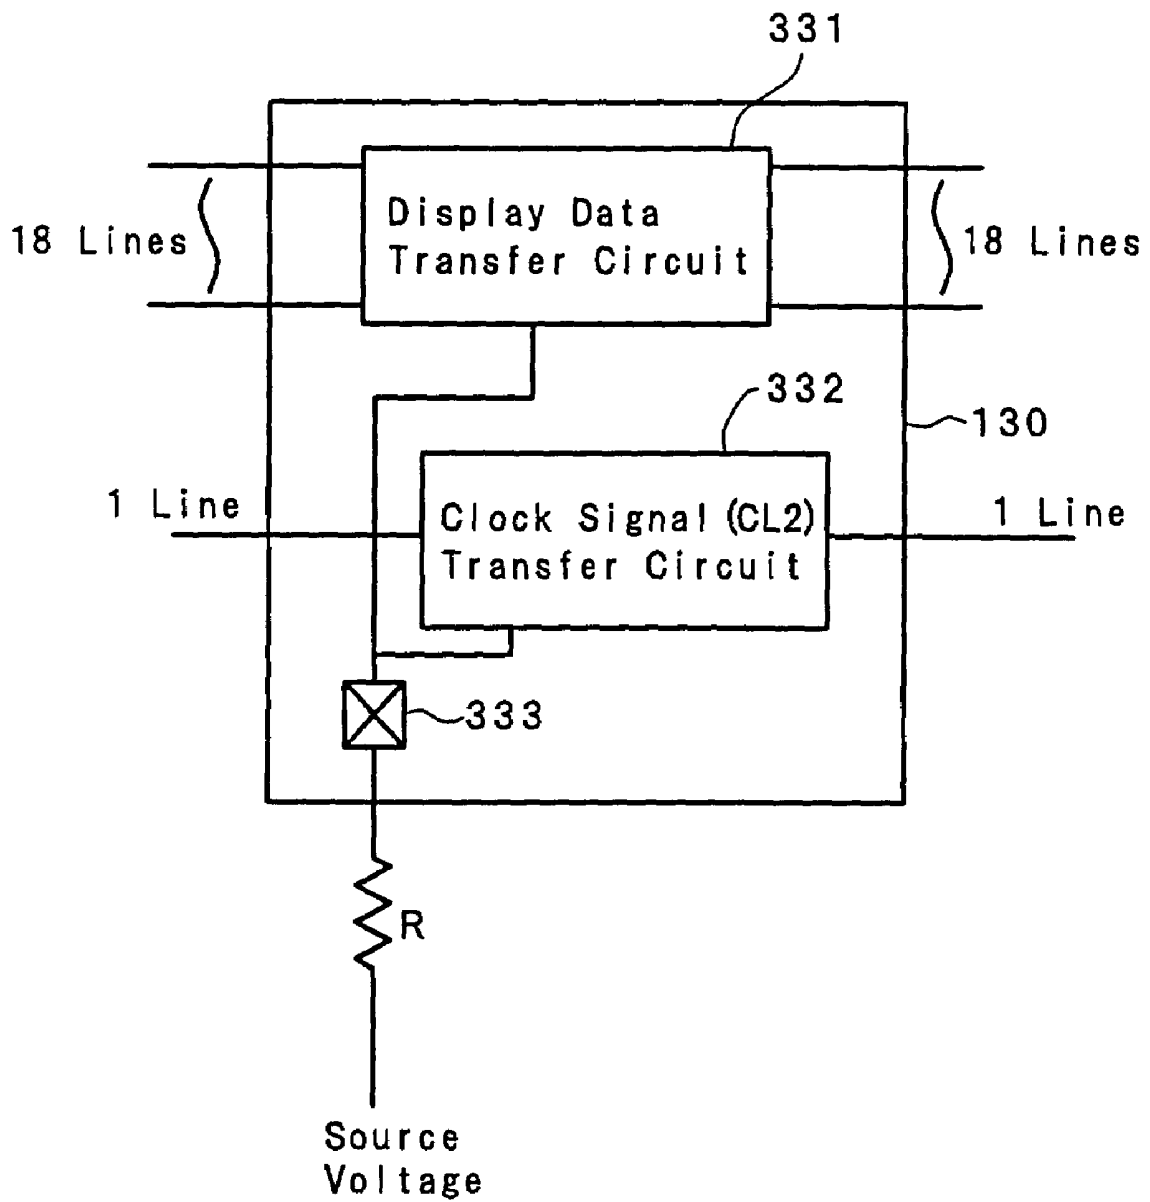 331
Display Data
Transfer Circuit
18 Lines
18 Lines
332
130
1 Line
Clock Signal (CL2)
Transfer Circuit
1 Line
333
R
Source
Voltage